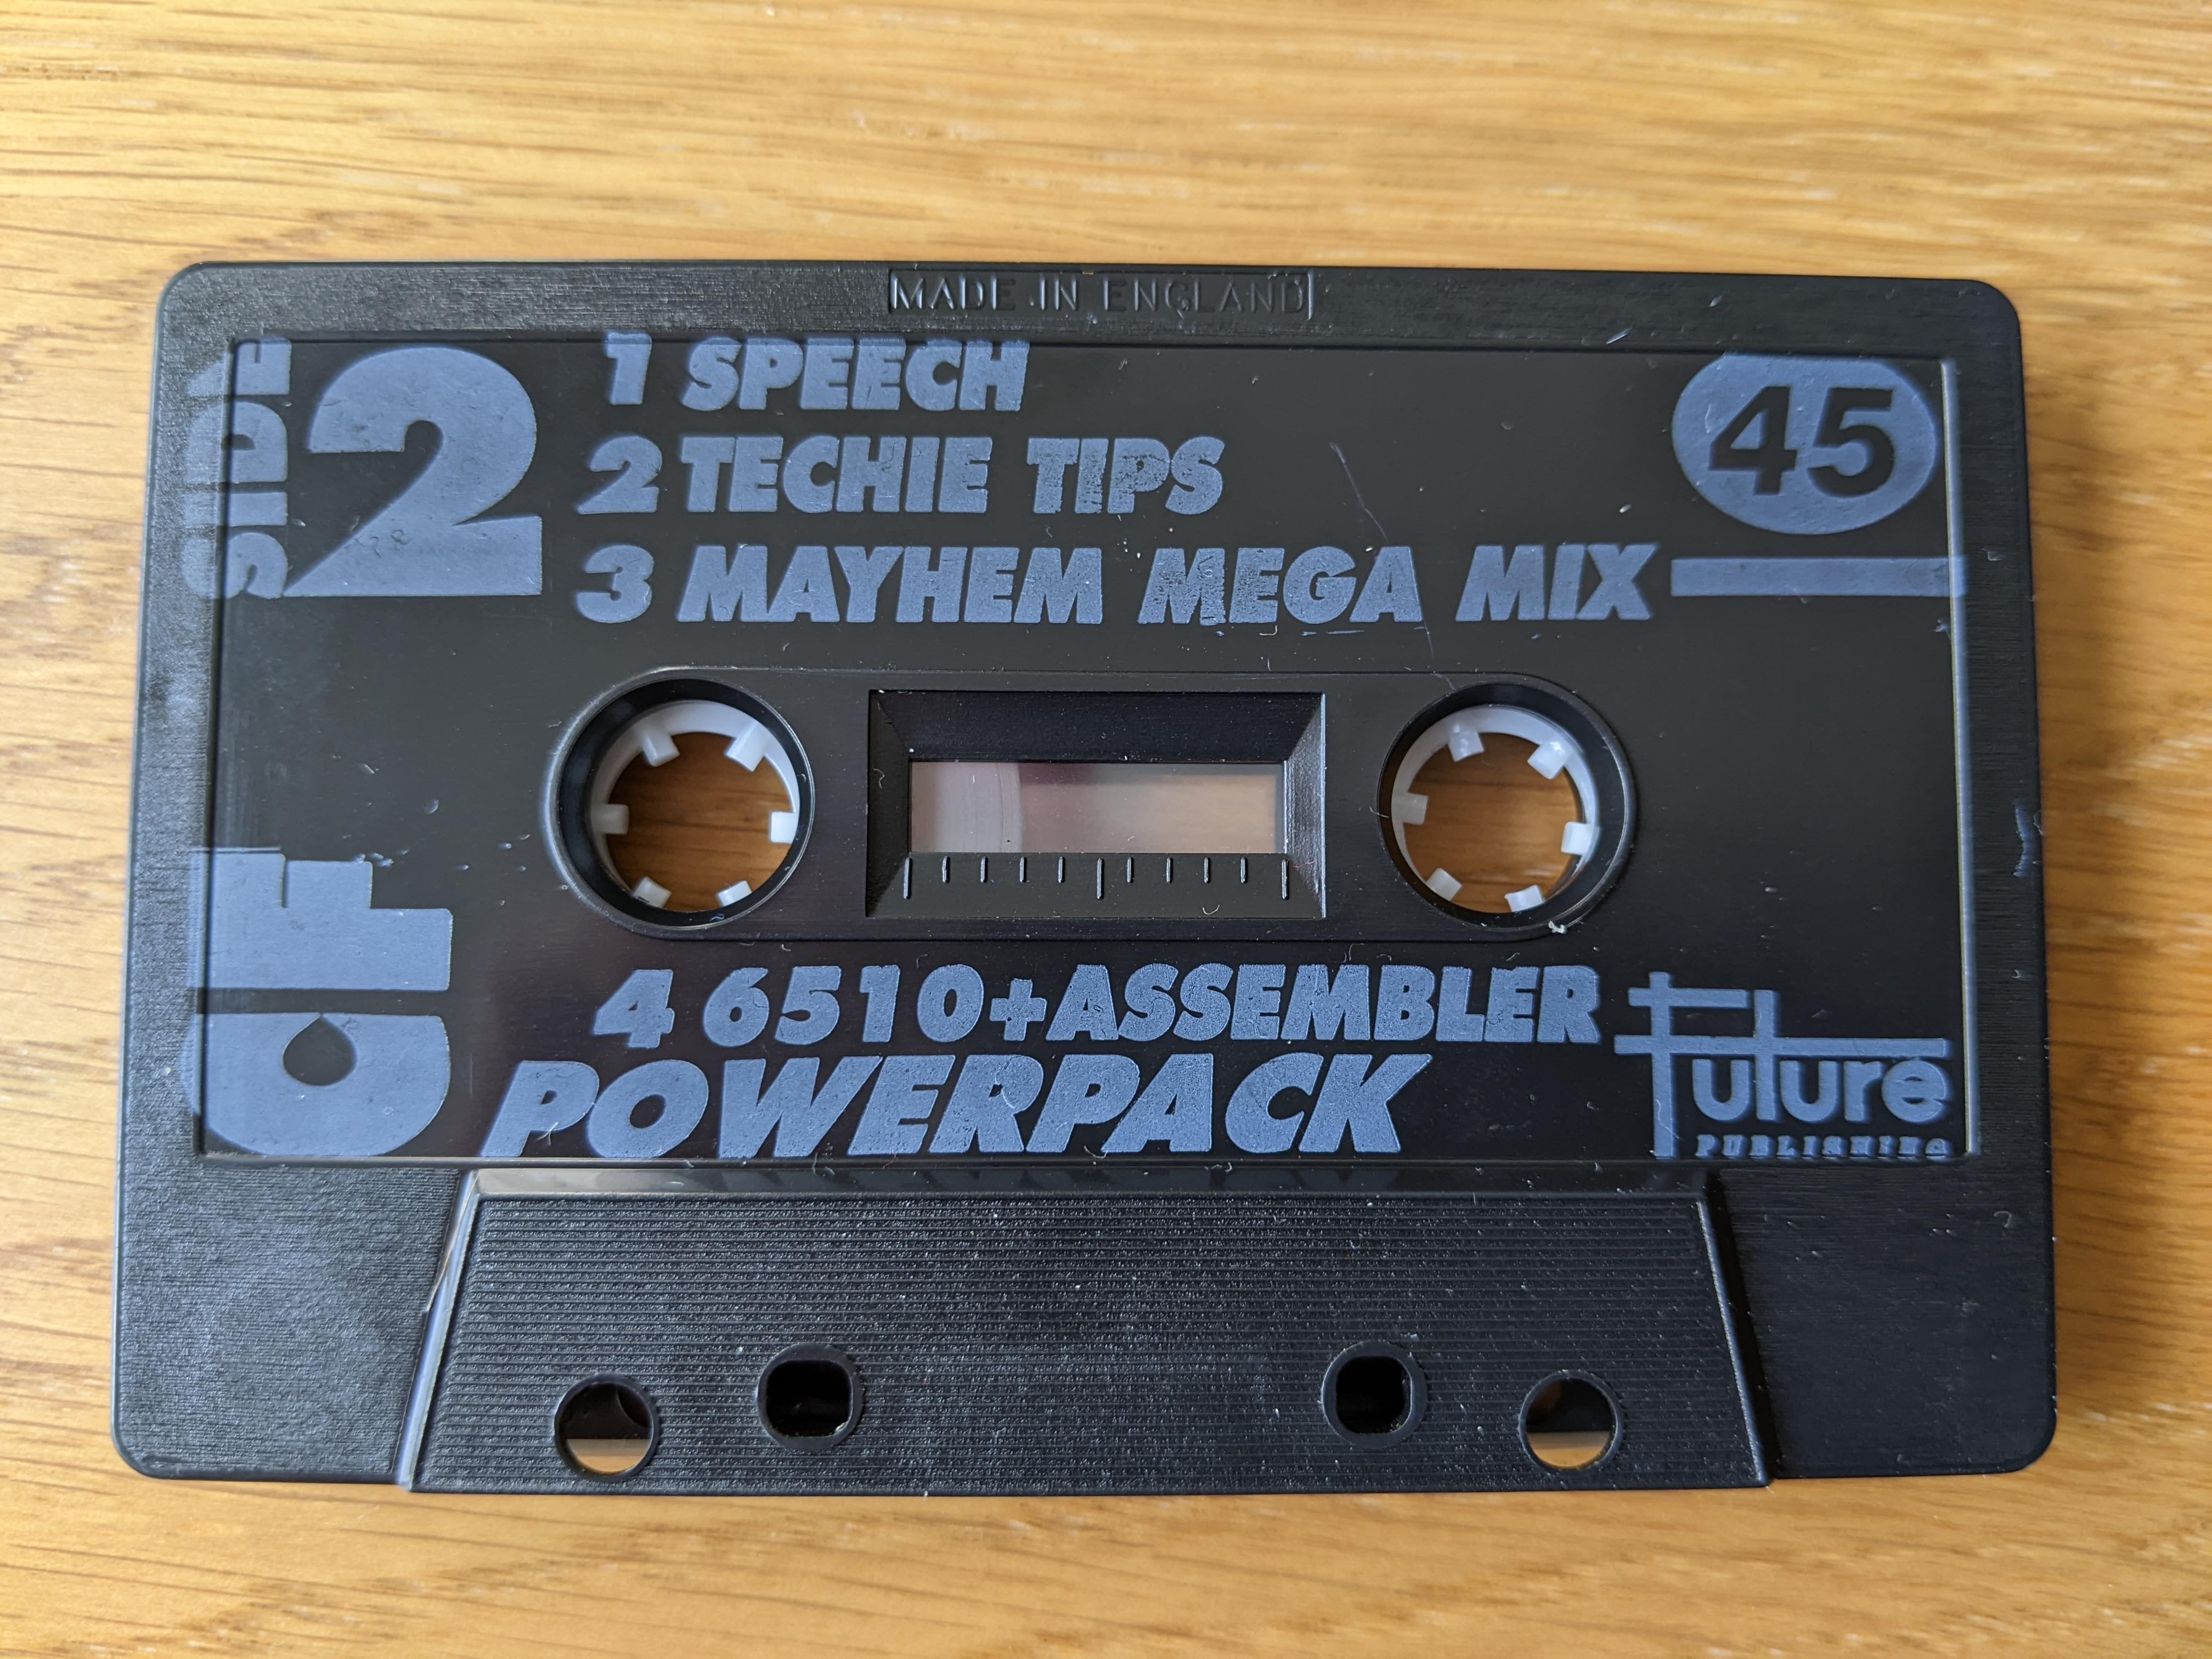 MADE IN ENGLAND
SIDE 2
1 SPEECH
2 TECHIE TIPS
3 MAYHEM MEGA MIX
45
CF
4 6510+ASSEMBLER
POWERPACK
Future
PUBLISHING